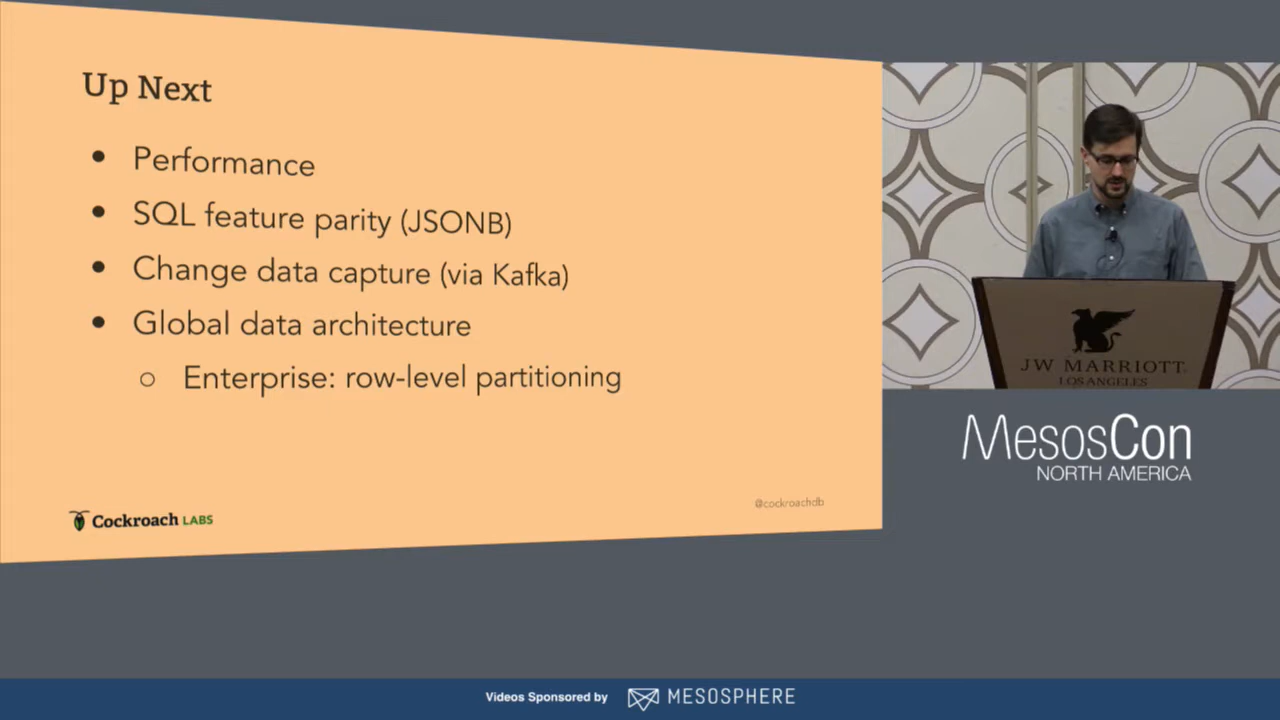 Up Next
• Performance
• SQL feature parity (JSONB)
• Change data capture (via Kafka)
• Global data architecture
○ Enterprise: row-level partitioning
Cockroach LABS
@cockroachdb
JW MARRIOTT
LOS ANGELES
MesosCon
NORTH AMERICA
Videos Sponsored by MESOSPHERE